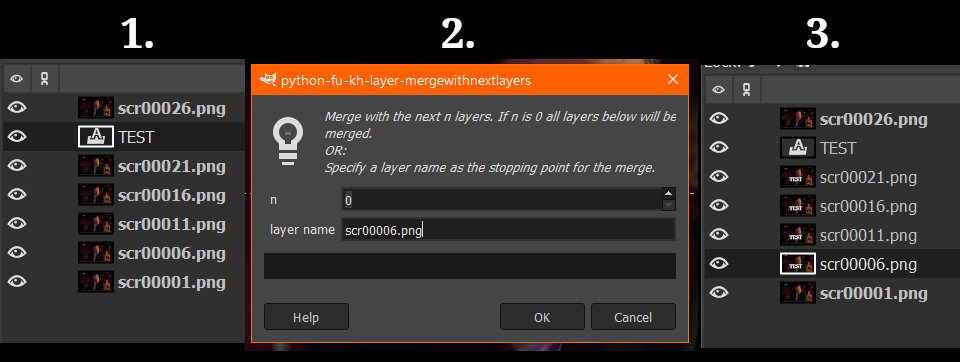 1.
scr00026.png
TEST
scr00021.png
scr00016.png
scr00011.png
scr00006.png
scr00001.png
2.
python-fu-kh-layer-mergewithnextlayers
Merge with the next n layers. If n is 0 all layers below will be
merged.
OR:
Specify a layer name as the stopping point for the merge.
n 0
layer name scr00006.png
Help OK Cancel
3.
scr00026.png
TEST
TEST scr00021.png
TEST scr00016.png
TEST scr00011.png
TEST scr00006.png
scr00001.png